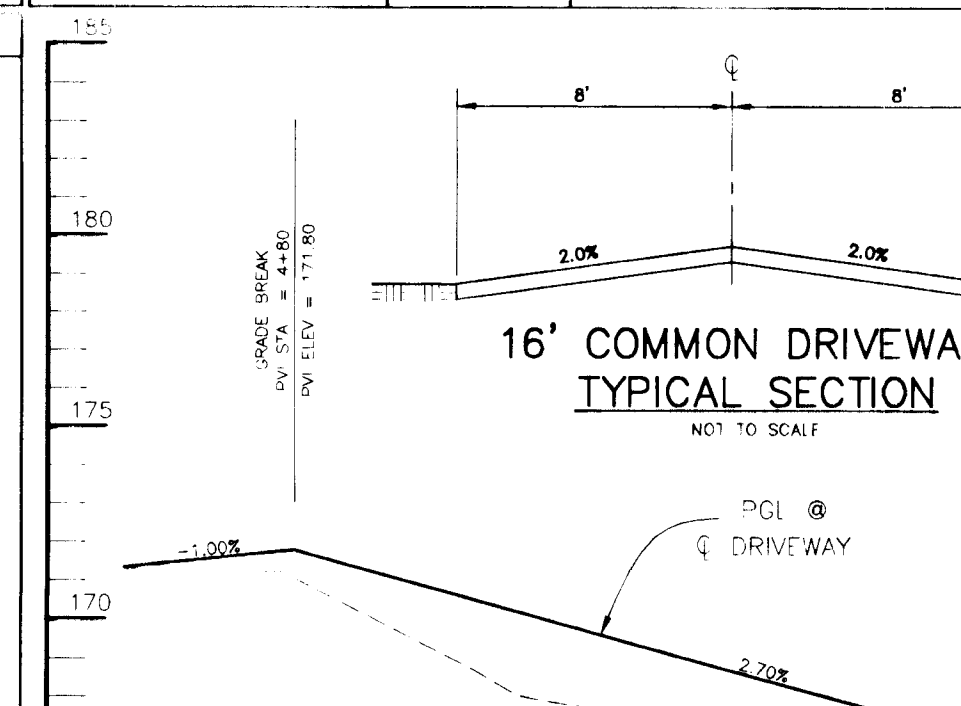 185
180
175
170
℄
8'
8'
2.0%
2.0%
GRADE BREAK
PVI STA = 4+80
PVI ELEV = 171.80
16' COMMON DRIVEWA
TYPICAL SECTION
NOT TO SCALE
PGL @
℄ DRIVEWAY
-1.00%
2.70%